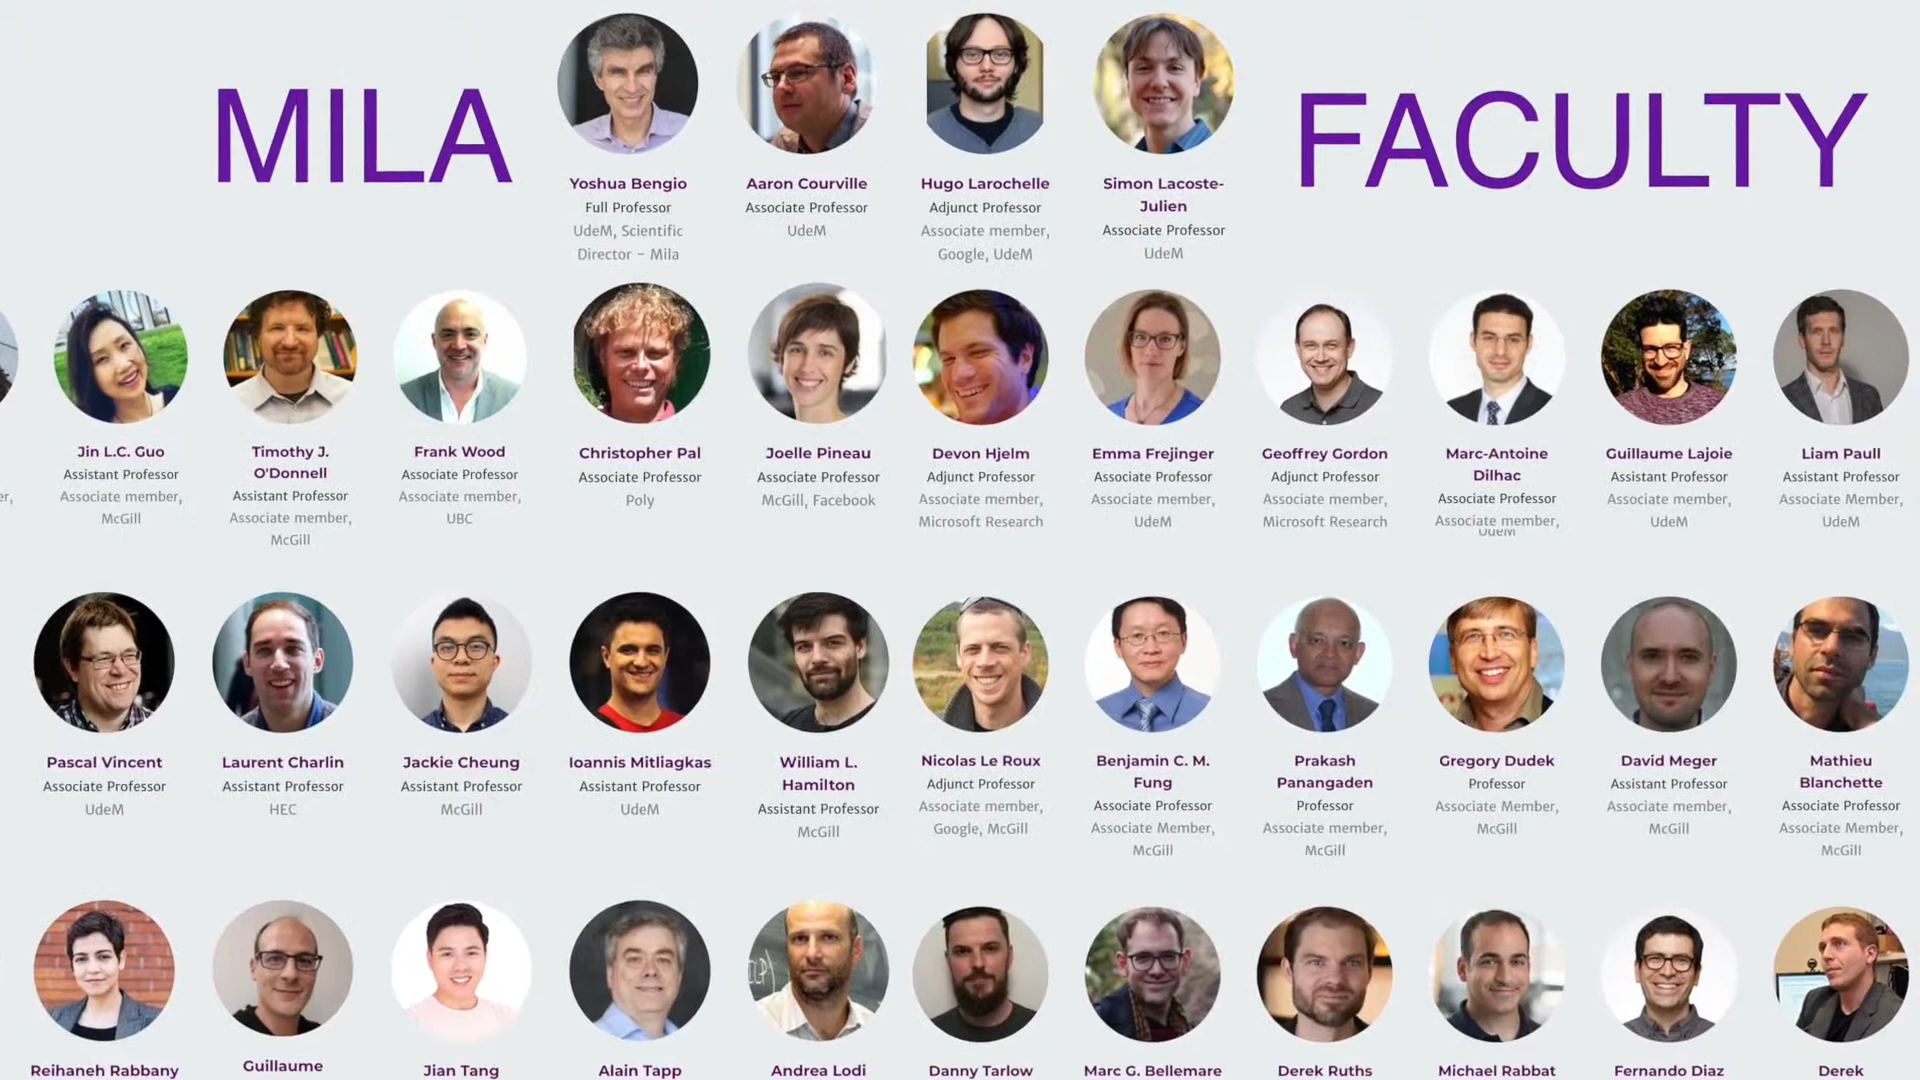 MILA
FACULTY
Yoshua Bengio
Full Professor
UdeM, Scientific
Director – Mila
Aaron Courville
Associate Professor
UdeM
Hugo Larochelle
Adjunct Professor
Associate member,
Google, UdeM
Simon Lacoste-
Julien
Associate Professor
UdeM
er,
Jin L.C. Guo
Assistant Professor
Associate member,
McGill
Timothy J.
O'Donnell
Assistant Professor
Associate member,
McGill
Frank Wood
Associate Professor
Associate member,
UBC
Christopher Pal
Associate Professor
Poly
Joelle Pineau
Associate Professor
McGill, Facebook
Devon Hjelm
Adjunct Professor
Associate member,
Microsoft Research
Emma Frejinger
Associate Professor
Associate member,
UdeM
Geoffrey Gordon
Adjunct Professor
Associate member,
Microsoft Research
Marc-Antoine
Dilhac
Associate Professor
Associate member,
UdeM
Guillaume Lajoie
Assistant Professor
Associate member,
UdeM
Liam Paull
Assistant Professor
Associate Member,
UdeM
Pascal Vincent
Associate Professor
UdeM
Laurent Charlin
Assistant Professor
HEC
Jackie Cheung
Assistant Professor
McGill
Ioannis Mitliagkas
Assistant Professor
UdeM
William L.
Hamilton
Assistant Professor
McGill
Nicolas Le Roux
Adjunct Professor
Associate member,
Google, McGill
Benjamin C. M.
Fung
Associate Professor
Associate Member,
McGill
Prakash
Panangaden
Professor
Associate member,
McGill
Gregory Dudek
Professor
Associate Member,
McGill
David Meger
Assistant Professor
Associate member,
McGill
Mathieu
Blanchette
Associate Professor
Associate Member,
McGill
Reihaneh Rabbany
Guillaume
Jian Tang
Alain Tapp
Andrea Lodi
Danny Tarlow
Marc G. Bellemare
Derek Ruths
Michael Rabbat
Fernando Diaz
Derek